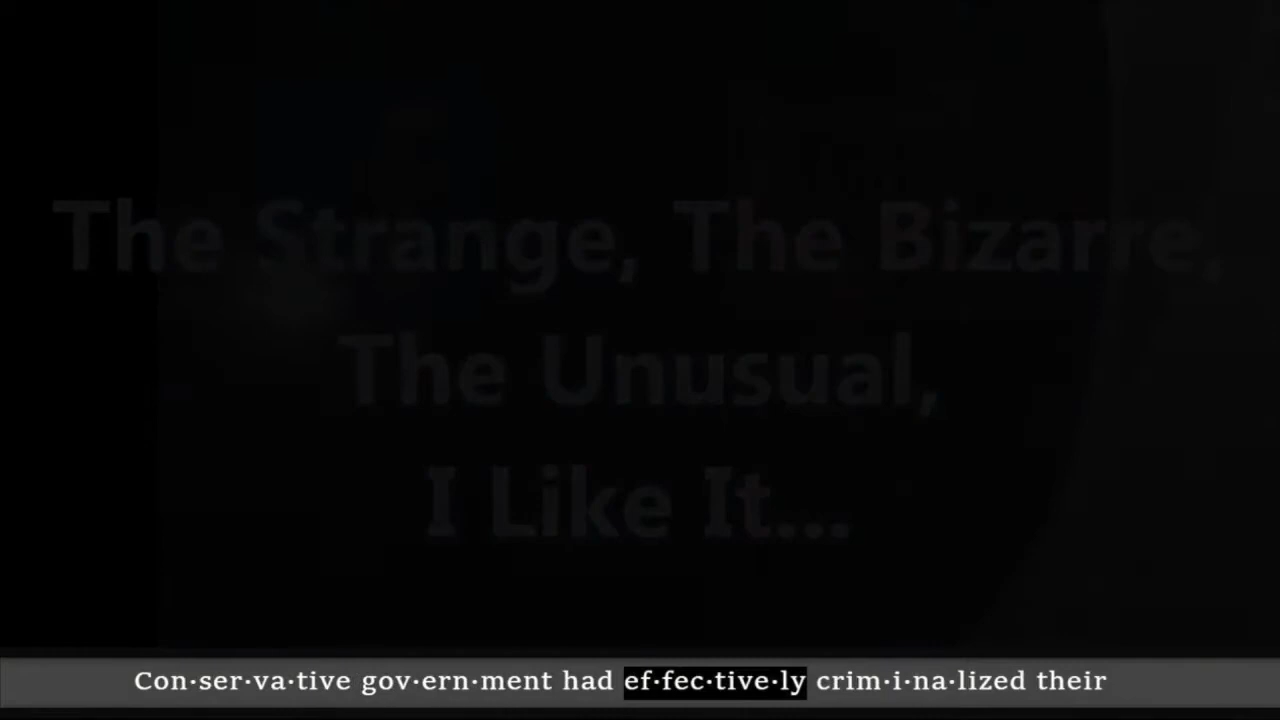 The Strange, The Bizarre,
The Unusual,
I Like It...
Con·ser·va·tive gov·ern·ment had ef·fec·tive·ly crim·i·na·lized their